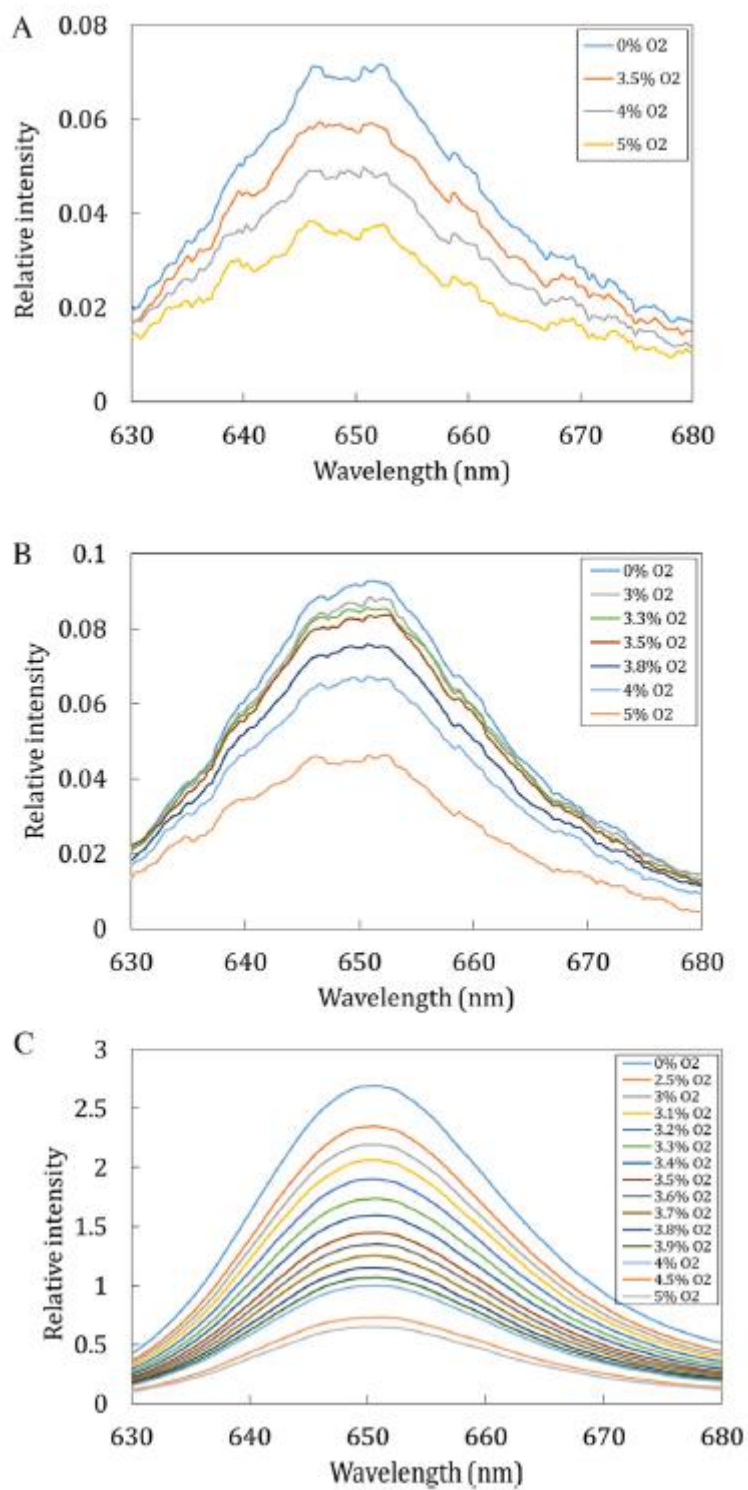 A
0.08
0.06
0.04
0.02
0
Relative intensity
630 640 650 660 670 680
Wavelength (nm)
0% O2
3.5% O2
4% O2
5% O2
B
0.1
0.08
0.06
0.04
0.02
0
Relative intensity
630 640 650 660 670 680
Wavelength (nm)
0% O2
3% O2
3.3% O2
3.5% O2
3.8% O2
4% O2
5% O2
C
3
2.5
2
1.5
1
0.5
0
Relative intensity
630 640 650 660 670 680
Wavelength (nm)
0% O2
2.5% O2
3% O2
3.1% O2
3.2% O2
3.3% O2
3.4% O2
3.5% O2
3.6% O2
3.7% O2
3.8% O2
3.9% O2
4% O2
4.5% O2
5% O2